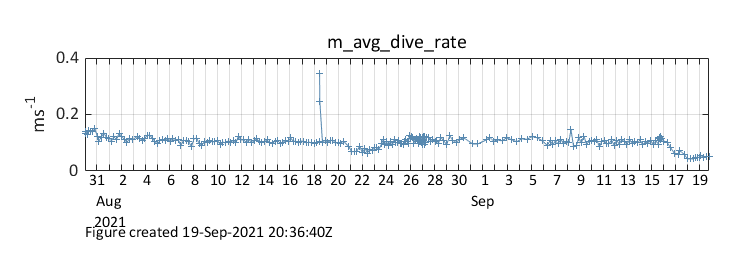 m_avg_dive_rate
0.4
0.2
0
ms-1
31 2 4 6 8 10 12 14 16 18 20 22 24 26 28 30 1 3 5 7 9 11 13 15 17 19
Aug Sep
2021
Figure created 19-Sep-2021 20:36:40Z